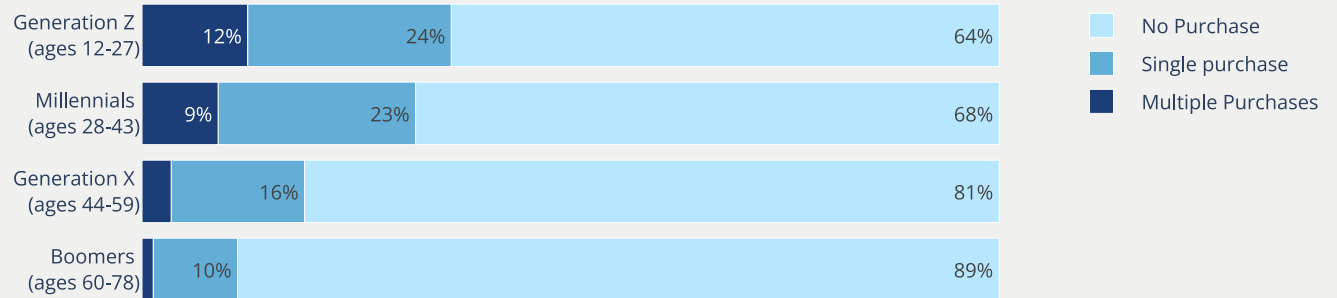 Generation Z
(ages 12-27)
12%
24%
64%
Millennials
(ages 28-43)
9%
23%
68%
Generation X
(ages 44-59)
16%
81%
Boomers
(ages 60-78)
10%
89%
No Purchase
Single purchase
Multiple Purchases